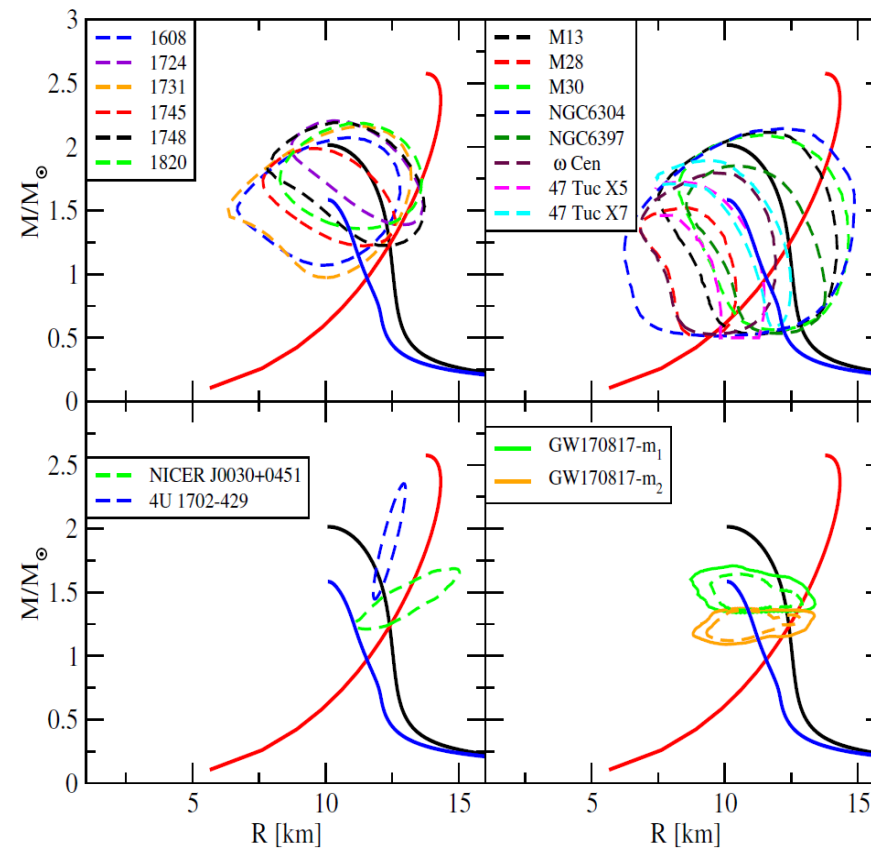 3
2.5
2
1.5
1
0.5
0
M/M⊙
1608
1724
1731
1745
1748
1820
M13
M28
M30
NGC6304
NGC6397
ω Cen
47 Tuc X5
47 Tuc X7
2.5
2
1.5
1
0.5
0
M/M⊙
NICER J0030+0451
4U 1702-429
GW170817-m₁
GW170817-m₂
5 10 15
5 10 15
R [km]
R [km]